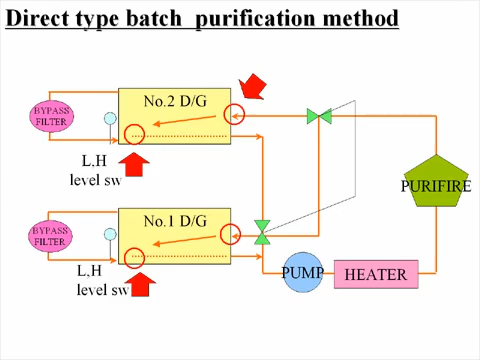 Direct type batch  purification method
No.2 D/G
BYPASS
FILTER
L,H
level sw
PURIFIRE
No.1 D/G
BYPASS
FILTER
L,H
level sw
PUMP
HEATER